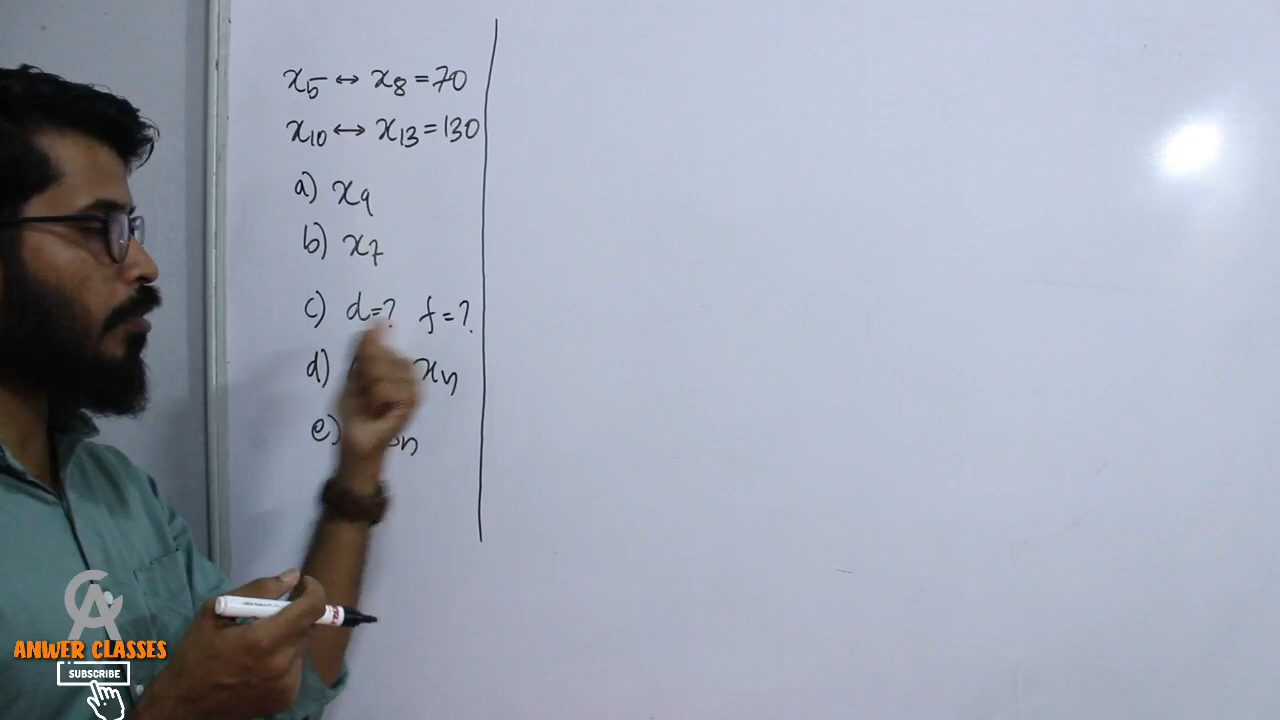 x₅ ↔ x₈ = 70
x₁₀ ↔ x₁₃ = 130
a) x₉
b) x₇
c) d=? f=?
d) xₙ
e) n
ANWER CLASSES
SUBSCRIBE